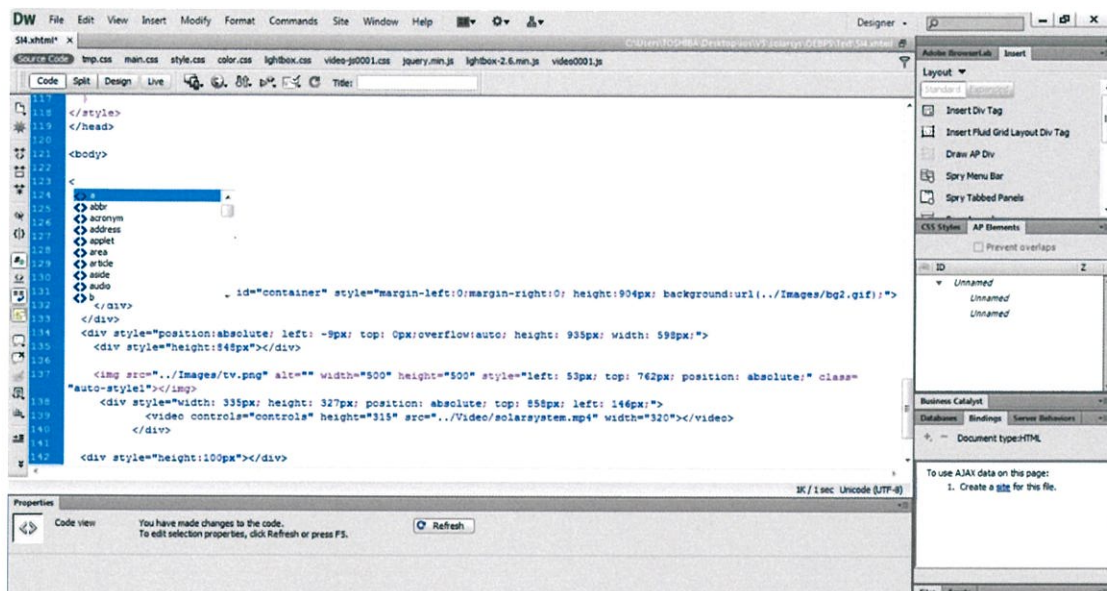 DW File Edit View Insert Modify Format Commands Site Window Help Designer
SI4.xhtml* ×
Source Code tmp.css main.css style.css color.css lightbox.css video-js0001.css jquery.min.js lightbox-2.6.min.js video0001.js
Code Split Design Live Title:
117 }
118 </style>
119 </head>
120
121 <body>
122
123 <
124 a
125 abbr
126 acronym
127 address
128 applet
129 area
130 article
aside
audio
b
131 id="container" style="margin-left:0;margin-right:0; height:904px; background:url(../Images/bg2.gif);">
132 </div>
133 </div>
134 <div style="position:absolute; left: -9px; top: 0px;overflow:auto; height: 935px; width: 598px;">
135 <div style="height:848px"></div>
136
137 <img src="../Images/tv.png" alt="" width="500" height="500" style="left: 53px; top: 762px; position: absolute;" class=
"auto-style1"></img>
138 <div style="width: 335px; height: 327px; position: absolute; top: 858px; left: 146px;">
139 <video controls="controls" height="315" src="../Video/solarsystem.mp4" width="320"></video>
140 </div>
141
142 <div style="height:100px"></div>
1K / 1 sec Unicode (UTF-8)
Properties
Code view You have made changes to the code.
To edit selection properties, click Refresh or press F5.
Refresh
Adobe BrowserLab Insert
Layout
Standard Expanded
Insert Div Tag
Insert Fluid Grid Layout Div Tag
Draw AP Div
Spry Menu Bar
Spry Tabbed Panels
CSS Styles AP Elements
Prevent overlaps
ID Z
Unnamed
Unnamed
Unnamed
Business Catalyst
Databases Bindings Server Behaviors
Document type:HTML
To use AJAX data on this page:
1. Create a site for this file.